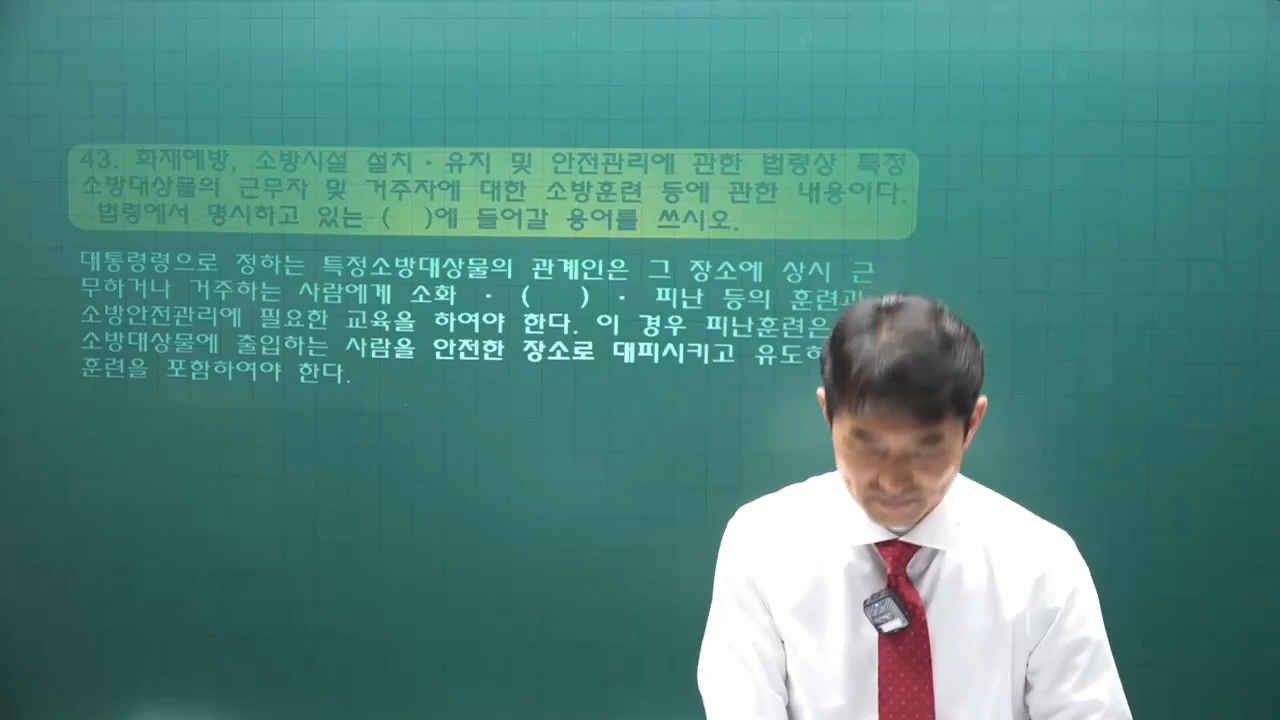 43. 화재예방, 소방시설 설치·유지 및 안전관리에 관한 법령상 특정
소방대상물의 근무자 및 거주자에 대한 소방훈련 등에 관한 내용이다.
법령에서 명시하고 있는 ( )에 들어갈 용어를 쓰시오.
대통령령으로 정하는 특정소방대상물의 관계인은 그 장소에 상시 근
무하거나 거주하는 사람에게 소화 · ( ) · 피난 등의 훈련과
소방안전관리에 필요한 교육을 하여야 한다. 이 경우 피난훈련은
소방대상물에 출입하는 사람을 안전한 장소로 대피시키고 유도하
훈련을 포함하여야 한다.